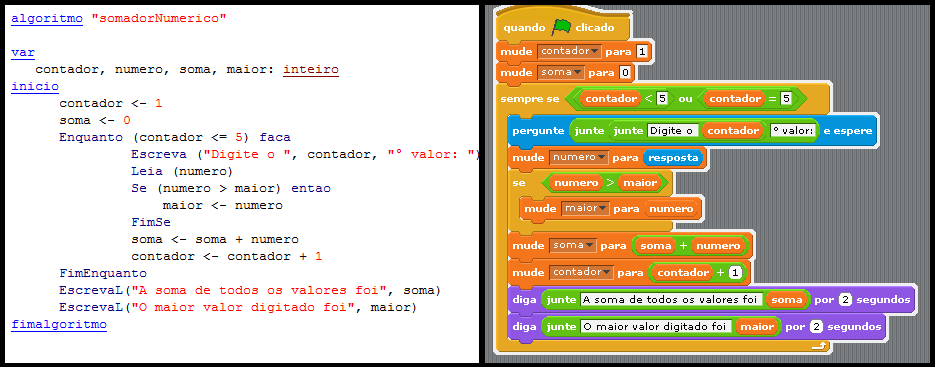 algoritmo "somadorNumerico"
var
contador, numero, soma, maior: inteiro
inicio
contador <- 1
soma <- 0
Enquanto (contador <= 5) faca
Escreva ("Digite o ", contador, "° valor: ")
Leia (numero)
Se (numero > maior) entao
maior <- numero
FimSe
soma <- soma + numero
contador <- contador + 1
FimEnquanto
EscrevaL("A soma de todos os valores foi", soma)
EscrevaL("O maior valor digitado foi", maior)
fimalgoritmo
quando clicado
mude contador para 1
mude soma para 0
sempre se contador < 5 ou contador = 5
pergunte junte junte Digite o contador ° valor: e espere
mude numero para resposta
se numero > maior
mude maior para numero
mude soma para soma + numero
mude contador para contador + 1
diga junte A soma de todos os valores foi soma por 2 segundos
diga junte O maior valor digitado foi maior por 2 segundos